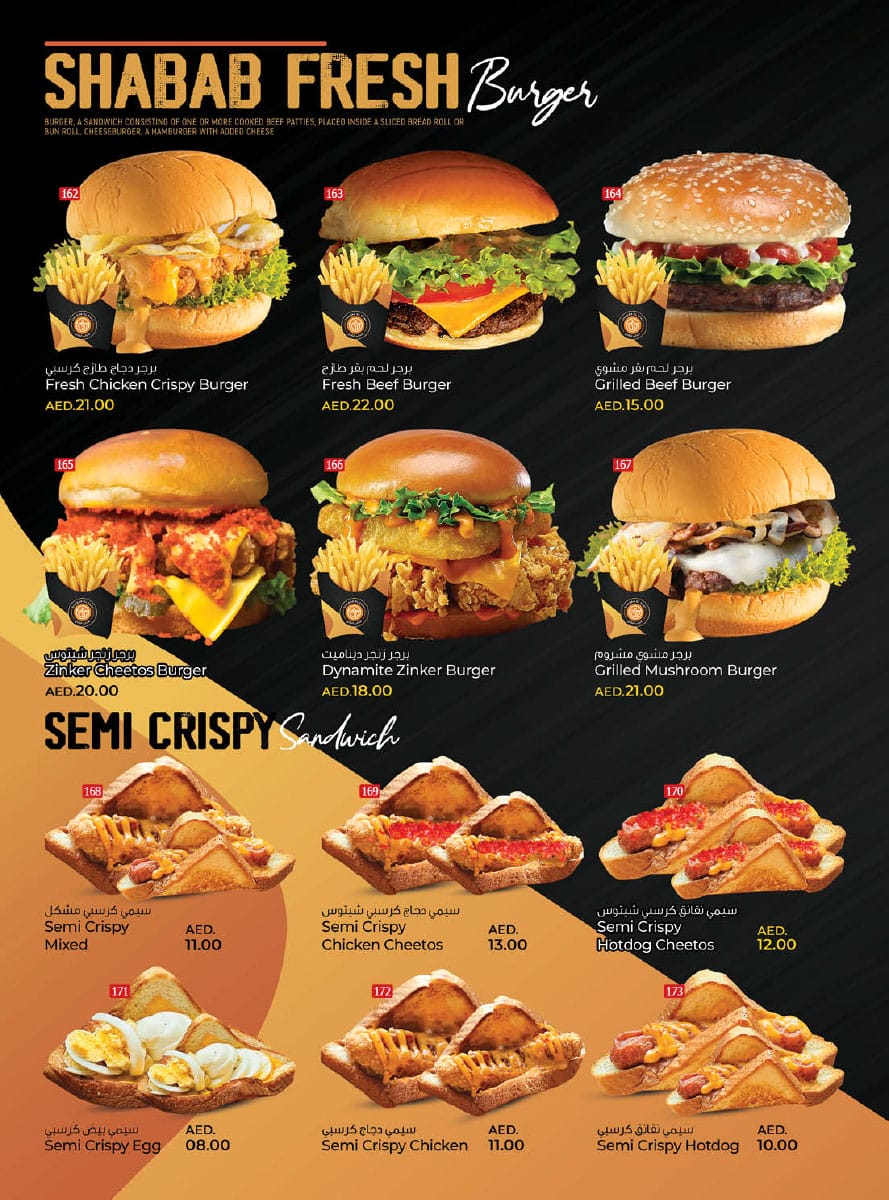 SHABAB FRESH Burger
BURGER, A SANDWICH CONSISTING OF ONE OR MORE COOKED BEEF PATTIES, PLACED INSIDE A SLICED BREAD ROLL OR
BUN ROLL. CHEESEBURGER, A HAMBURGER WITH ADDED CHEESE
162
برجر دجاج طازج كرسبي
Fresh Chicken Crispy Burger
AED.21.00
163
برجر لحم بقر طازج
Fresh Beef Burger
AED.22.00
164
برجر لحم بقر مشوي
Grilled Beef Burger
AED.15.00
165
برجر زنجر شيتوس
Zinker Cheetos Burger
AED.20.00
166
برجر زنجر ديناميت
Dynamite Zinker Burger
AED.18.00
167
برجر مشوي مشروم
Grilled Mushroom Burger
AED.21.00
SEMI CRISPY Sandwich
168
سيمي كرسبي مشكل
Semi Crispy
Mixed
AED.
11.00
169
سيمي دجاج كرسبي شيتوس
Semi Crispy
Chicken Cheetos
AED.
13.00
170
سيمي نقانق كرسبي شيتوس
Semi Crispy
Hotdog Cheetos
AED.
12.00
171
سيمي بيض كرسبي
Semi Crispy Egg
AED.
08.00
172
سيمي دجاج كرسبي
Semi Crispy Chicken
AED.
11.00
173
سيمي نقانق كرسبي
Semi Crispy Hotdog
AED.
10.00